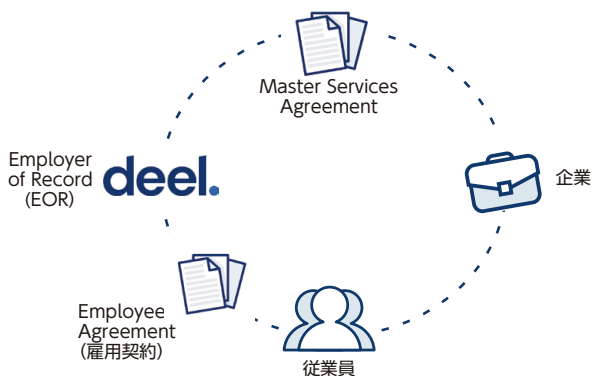 Master Services
Agreement
Employer
of Record
(EOR)
deel.
企業
Employee
Agreement
(雇用契約)
従業員